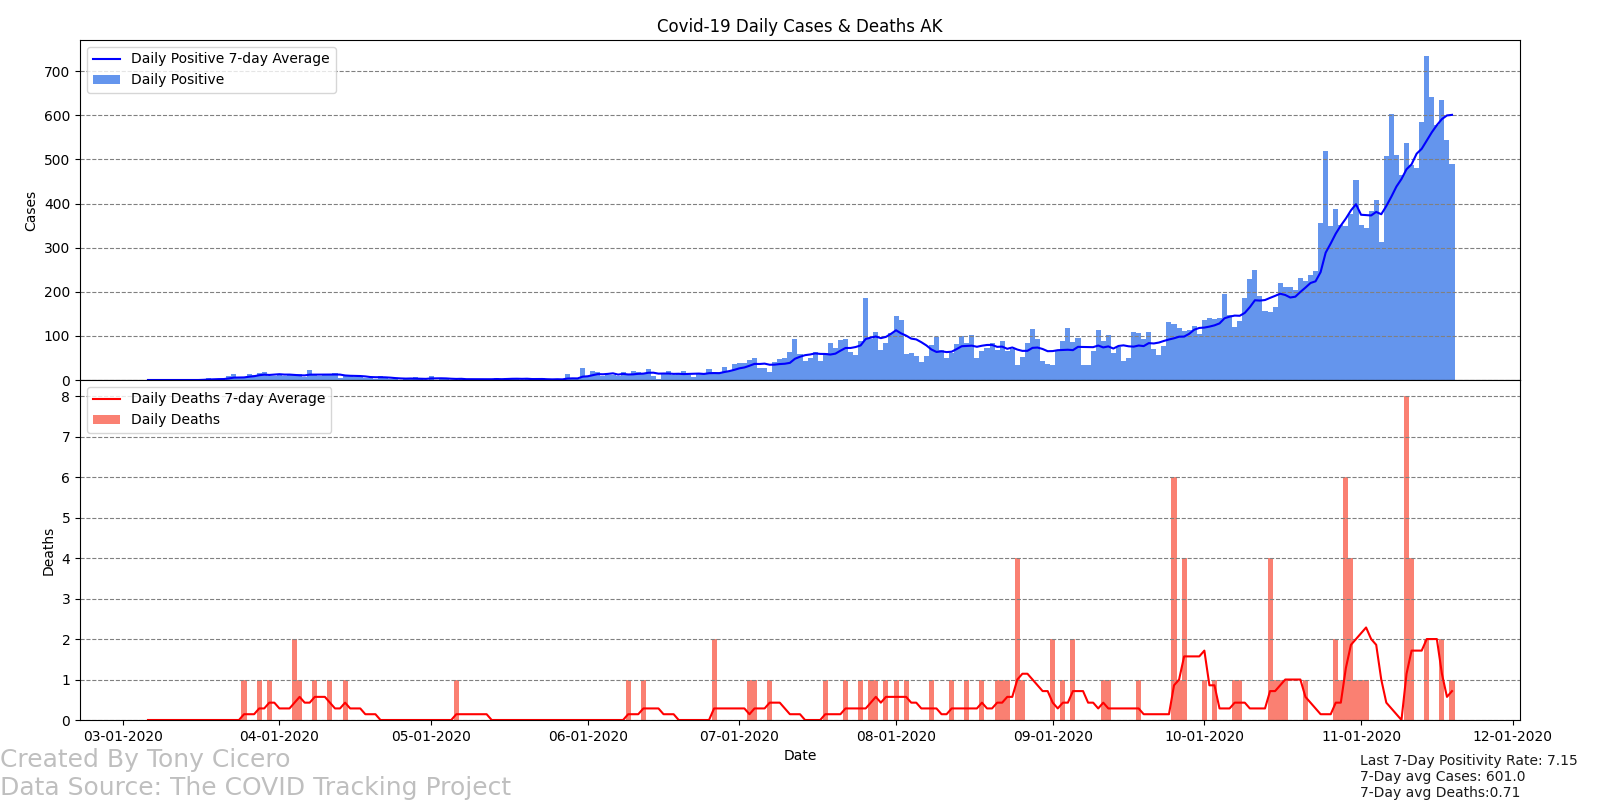 Covid-19 Daily Cases & Deaths AK
Daily Positive 7-day Average
Daily Positive
700
600
500
400
300
200
100
0
Cases
Daily Deaths 7-day Average
Daily Deaths
8
7
6
5
4
3
2
1
0
Deaths
03-01-2020 04-01-2020 05-01-2020 06-01-2020 07-01-2020 08-01-2020 09-01-2020 10-01-2020 11-01-2020 12-01-2020
Date
Created By Tony Cicero
Data Source: The COVID Tracking Project
Last 7-Day Positivity Rate: 7.15
7-Day avg Cases: 601.0
7-Day avg Deaths:0.71